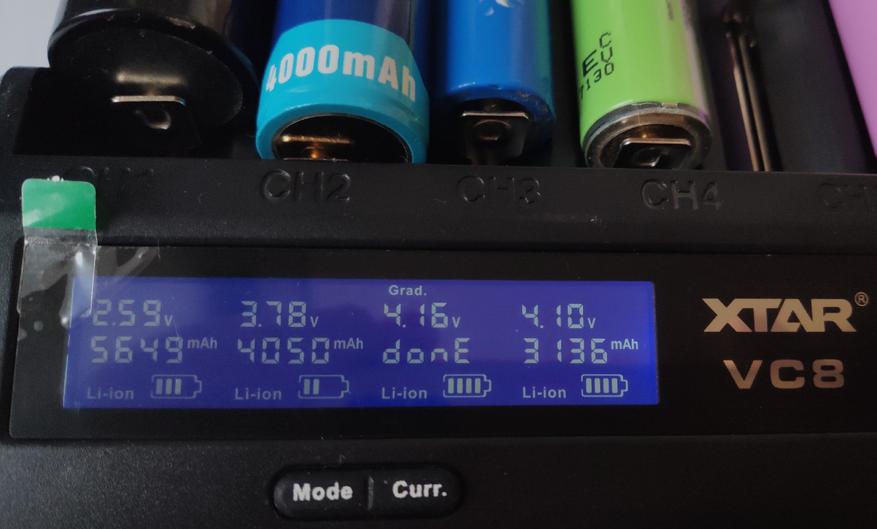 4000mAh
CH1
CH2
CH3
CH4
Grad.
2.59v 3.78v 4.16v 4.10v
5649mAh 4050mAh donE 3136mAh
Li-ion Li-ion Li-ion Li-ion
XTAR®
VC8
Mode | Curr.